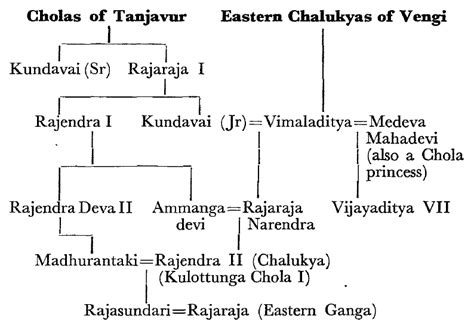 Cholas of Tanjavur Eastern Chalukyas of Vengi
Kundavai (Sr) Rajaraja I
Rajendra I Kundavai (Jr)=Vimaladitya=Medeva
Mahadevi
(also a Chola
princess)
Rajendra Deva II Ammanga=Rajaraja Vijayaditya VII
devi Narendra
Madhurantaki=Rajendra II (Chalukya)
(Kulottunga Chola I)
Rajasundari=Rajaraja (Eastern Ganga)